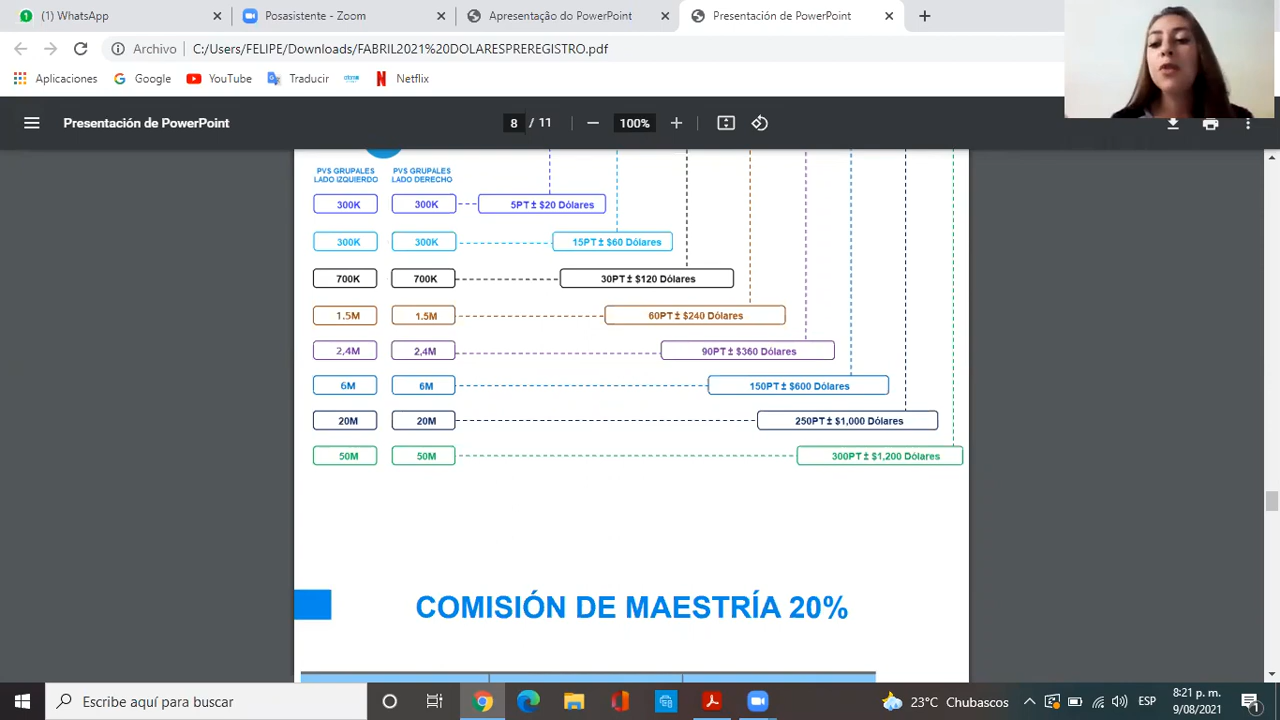 (1) WhatsApp
Posasistente - Zoom
Apresentação do PowerPoint
Presentación de PowerPoint
Archivo
C:/Users/FELIPE/Downloads/FABRIL2021%20DOLARESPREREGISTRO.pdf
Aplicaciones
Google
YouTube
Traducir
Netflix
Presentación de PowerPoint
8 / 11
100%
PVS GRUPALES
LADO IZQUIERDO
PVS GRUPALES
LADO DERECHO
300K 300K 5PT± $20 Dólares
300K 300K 15PT± $60 Dólares
700K 700K 30PT± $120 Dólares
1.5M 1.5M 60PT± $240 Dólares
2,4M 2,4M 90PT± $360 Dólares
6M 6M 150PT± $600 Dólares
20M 20M 250PT± $1,000 Dólares
50M 50M 300PT± $1,200 Dólares
COMISIÓN DE MAESTRÍA 20%
Escribe aquí para buscar
23°C Chubascos
ESP
8:21 p. m.
9/08/2021
1